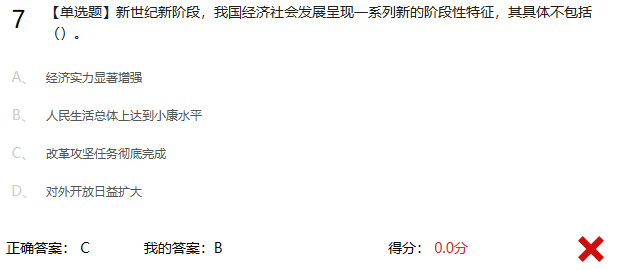 7 【单选题】新世纪新阶段，我国经济社会发展呈现一系列新的阶段性特征，其具体不包括
（）。
A、 经济实力显著增强
B、 人民生活总体上达到小康水平
C、 改革攻坚任务彻底完成
D、 对外开放日益扩大
正确答案： C 我的答案：B 得分： 0.0分